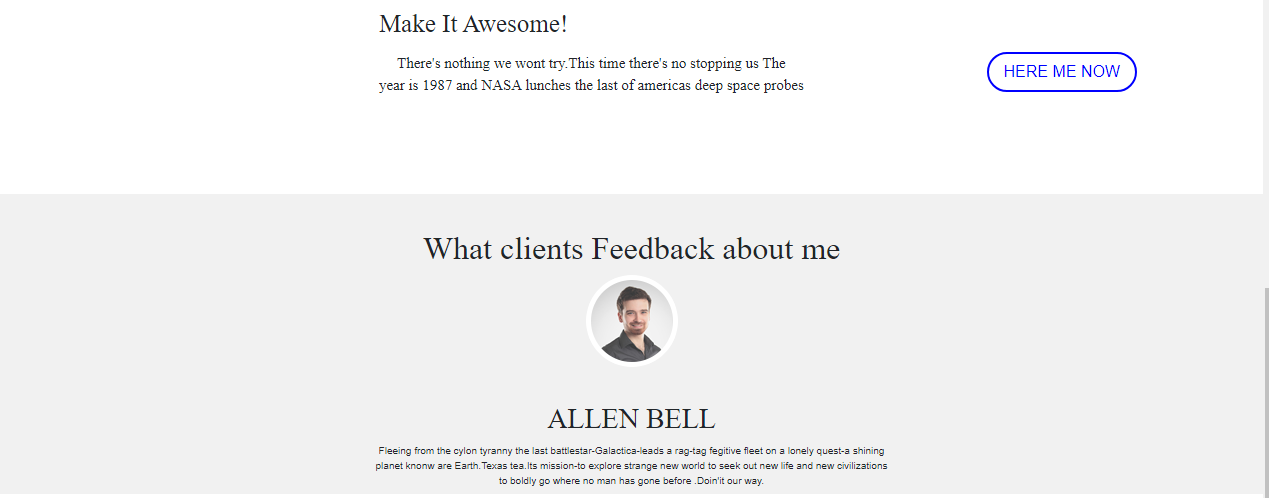 Make It Awesome!
There's nothing we wont try.This time there's no stopping us The
year is 1987 and NASA lunches the last of americas deep space probes
HERE ME NOW
What clients Feedback about me
ALLEN BELL
Fleeing from the cylon tyranny the last battlestar-Galactica-leads a rag-tag fegitive fleet on a lonely quest-a shining
planet knonw are Earth.Texas tea.Its mission-to explore strange new world to seek out new life and new civilizations
to boldly go where no man has gone before .Doin'it our way.